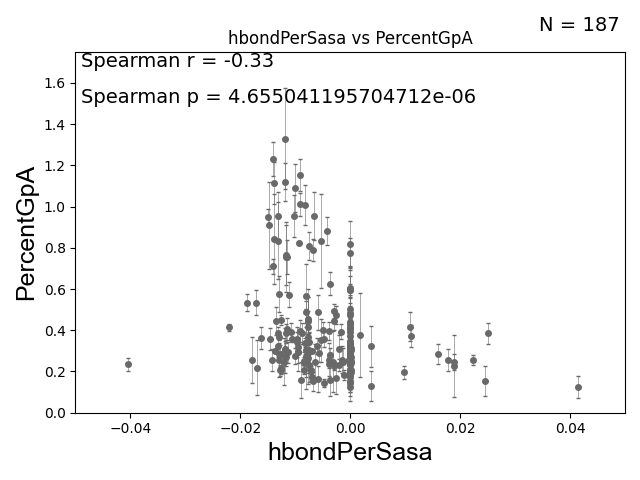 N = 187
hbondPerSasa vs PercentGpA
Spearman r = -0.33
Spearman p = 4.655041195704712e-06
PercentGpA
1.6
1.4
1.2
1.0
0.8
0.6
0.4
0.2
0.0
−0.04 −0.02 0.00 0.02 0.04
hbondPerSasa